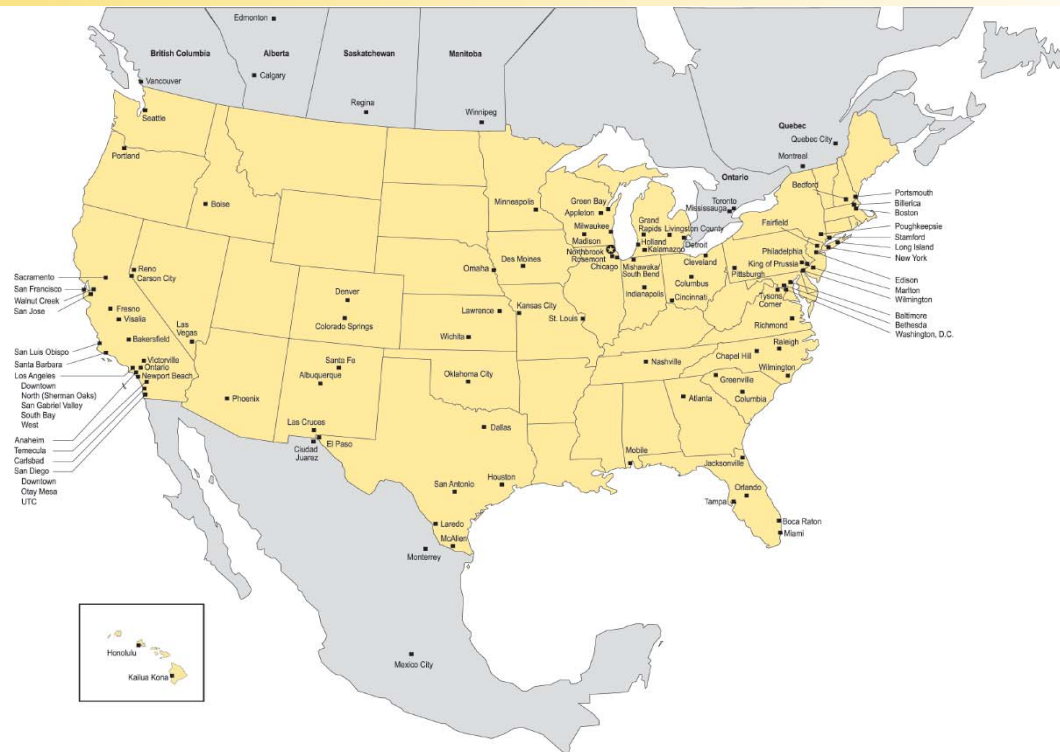 Edmonton
British Columbia
Alberta
Saskatchewan
Manitoba
Calgary
Vancouver
Regina
Winnipeg
Seattle
Portland
Boise
Quebec
Quebec City
Montreal
Ontario
Toronto
Mississauga
Bedford
Portsmouth
Billerica
Boston
Poughkeepsie
Fairfield
Stamford
Long Island
New York
Philadelphia
King of Prussia
Edison
Marlton
Wilmington
Pittsburgh
Tysons
Corner
Baltimore
Bethesda
Washington, D.C.
Minneapolis
Green Bay
Appleton
Milwaukee
Madison
Northbrook
Rosemont
Chicago
Grand
Rapids
Livingston County
Holland
Kalamazoo
Detroit
Mishawaka/
South Bend
Cleveland
Columbus
Indianapolis
Cincinnati
Omaha
Des Moines
Kansas City
Lawrence
St. Louis
Wichita
Reno
Carson City
Sacramento
San Francisco
Walnut Creek
San Jose
Fresno
Visalia
Bakersfield
Las
Vegas
San Luis Obispo
Santa Barbara
Los Angeles
Downtown
North (Sherman Oaks)
San Gabriel Valley
South Bay
West
Victorville
Ontario
Newport Beach
Anaheim
Temecula
Carlsbad
San Diego
Downtown
Otay Mesa
UTC
Denver
Colorado Springs
Santa Fe
Albuquerque
Phoenix
Las Cruces
El Paso
Ciudad
Juarez
Oklahoma City
Dallas
San Antonio
Houston
Laredo
McAllen
Monterrey
Mexico City
Richmond
Raleigh
Chapel Hill
Wilmington
Nashville
Greenville
Columbia
Atlanta
Mobile
Jacksonville
Orlando
Tampa
Boca Raton
Miami
Honolulu
Kailua Kona